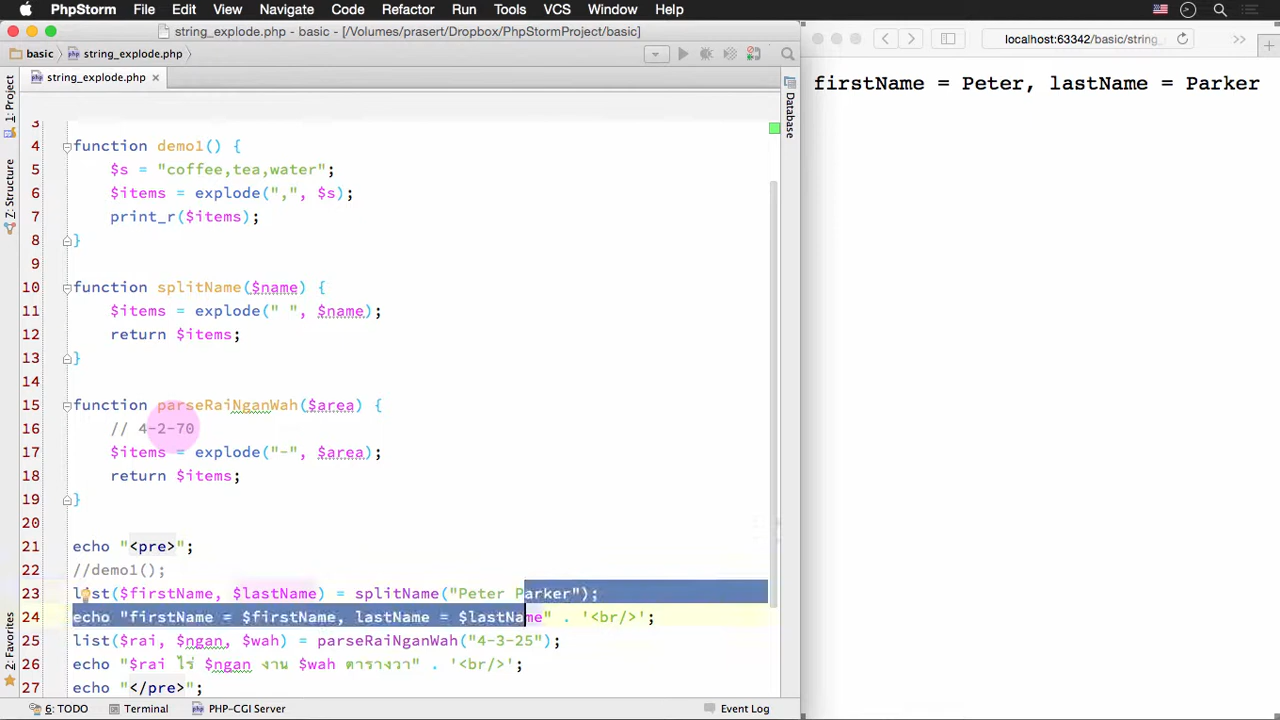 PhpStorm File Edit View Navigate Code Refactor Run Tools VCS Window Help
string_explode.php - basic - [/Volumes/prasert/Dropbox/PhpStormProject/basic]
localhost:63342/basic/string_
basic string_explode.php
string_explode.php
firstName = Peter, lastName = Parker
1: Project
Z: Structure
2: Favorites
Database
3
4 function demo1() {
5 $s = "coffee,tea,water";
6 $items = explode(",", $s);
7 print_r($items);
8 }
9
10 function splitName($name) {
11 $items = explode(" ", $name);
12 return $items;
13 }
14
15 function parseRaiNganWah($area) {
16 // 4-2-70
17 $items = explode("-", $area);
18 return $items;
19 }
20
21 echo "<pre>";
22 //demo1();
23 list($firstName, $lastName) = splitName("Peter Parker");
24 echo "firstName = $firstName, lastName = $lastName" . '<br/>';
25 list($rai, $ngan, $wah) = parseRaiNganWah("4-3-25");
26 echo "$rai ไร่ $ngan งาน $wah ตารางวา" . '<br/>';
27 echo "</pre>";
6: TODO Terminal PHP-CGI Server Event Log